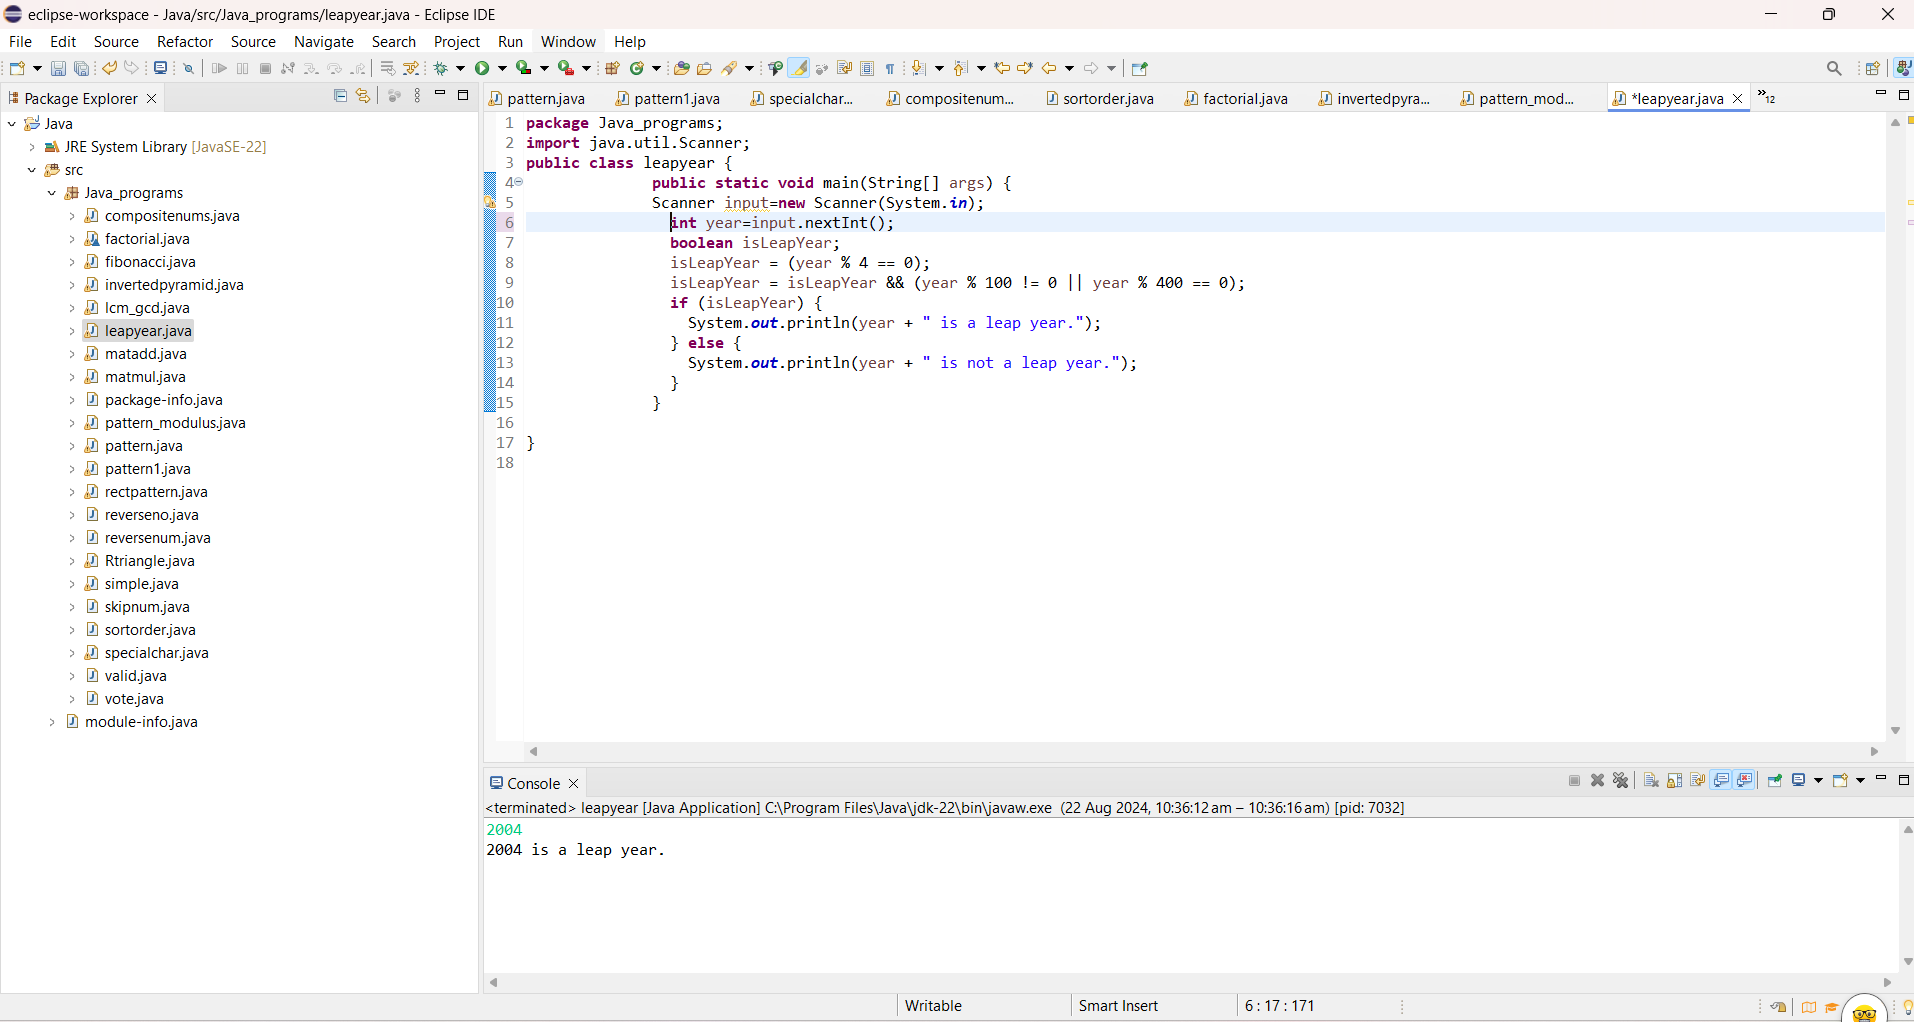 eclipse-workspace - Java/src/Java_programs/leapyear.java - Eclipse IDE
File Edit Source Refactor Source Navigate Search Project Run Window Help
Package Explorer
Java
JRE System Library [JavaSE-22]
src
Java_programs
compositenums.java
factorial.java
fibonacci.java
invertedpyramid.java
lcm_gcd.java
leapyear.java
matadd.java
matmul.java
package-info.java
pattern_modulus.java
pattern.java
pattern1.java
rectpattern.java
reverseno.java
reversenum.java
Rtriangle.java
simple.java
skipnum.java
sortorder.java
specialchar.java
valid.java
vote.java
module-info.java
pattern.java pattern1.java specialchar... compositenum... sortorder.java factorial.java invertedpyra... pattern_mod... *leapyear.java »12
1 package Java_programs;
2 import java.util.Scanner;
3 public class leapyear {
4 public static void main(String[] args) {
5 Scanner input=new Scanner(System.in);
6 int year=input.nextInt();
7 boolean isLeapYear;
8 isLeapYear = (year % 4 == 0);
9 isLeapYear = isLeapYear && (year % 100 != 0 || year % 400 == 0);
10 if (isLeapYear) {
11 System.out.println(year + " is a leap year.");
12 } else {
13 System.out.println(year + " is not a leap year.");
14 }
15 }
16
17 }
18
Console
<terminated> leapyear [Java Application] C:\Program Files\Java\jdk-22\bin\javaw.exe (22 Aug 2024, 10:36:12 am – 10:36:16 am) [pid: 7032]
2004
2004 is a leap year.
Writable Smart Insert 6 : 17 : 171